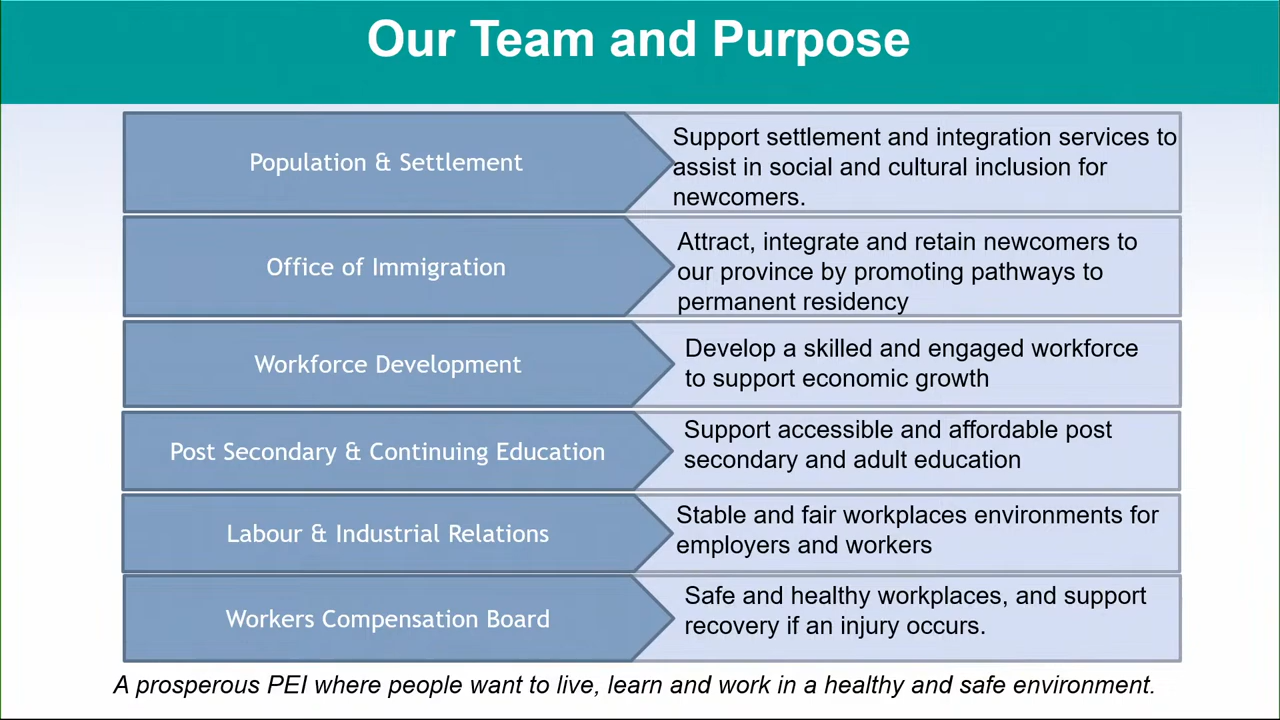 Our Team and Purpose
Population & Settlement
Support settlement and integration services to
assist in social and cultural inclusion for
newcomers.
Office of Immigration
Attract, integrate and retain newcomers to
our province by promoting pathways to
permanent residency
Workforce Development
Develop a skilled and engaged workforce
to support economic growth
Post Secondary & Continuing Education
Support accessible and affordable post
secondary and adult education
Labour & Industrial Relations
Stable and fair workplaces environments for
employers and workers
Workers Compensation Board
Safe and healthy workplaces, and support
recovery if an injury occurs.
A prosperous PEI where people want to live, learn and work in a healthy and safe environment.